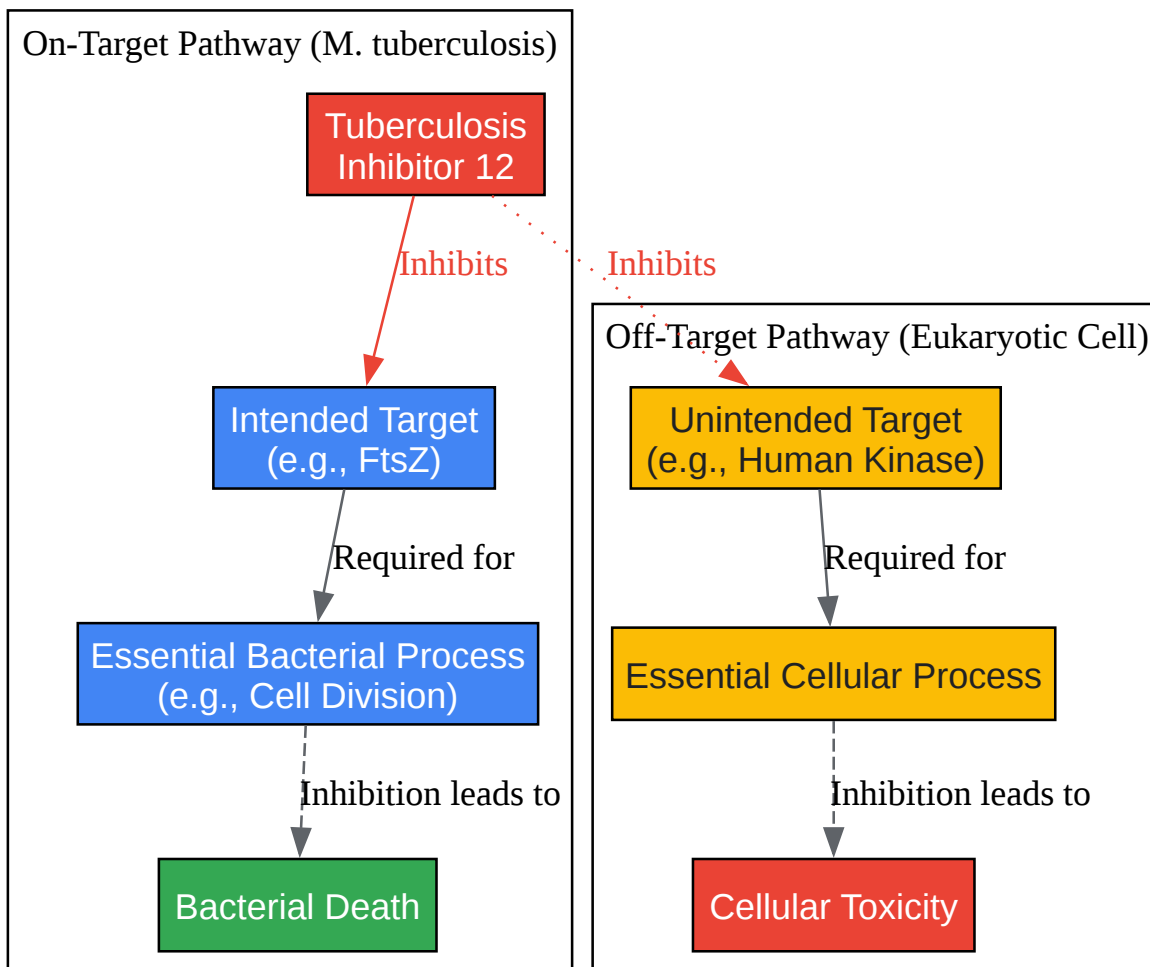 On-Target Pathway (M. tuberculosis)
Tuberculosis
Inhibitor 12
Inhibits
Inhibits
Off-Target Pathway (Eukaryotic Cell)
Intended Target
(e.g., FtsZ)
Unintended Target
(e.g., Human Kinase)
Required for
Required for
Essential Bacterial Process
(e.g., Cell Division)
Essential Cellular Process
Inhibition leads to
Inhibition leads to
Bacterial Death
Cellular Toxicity